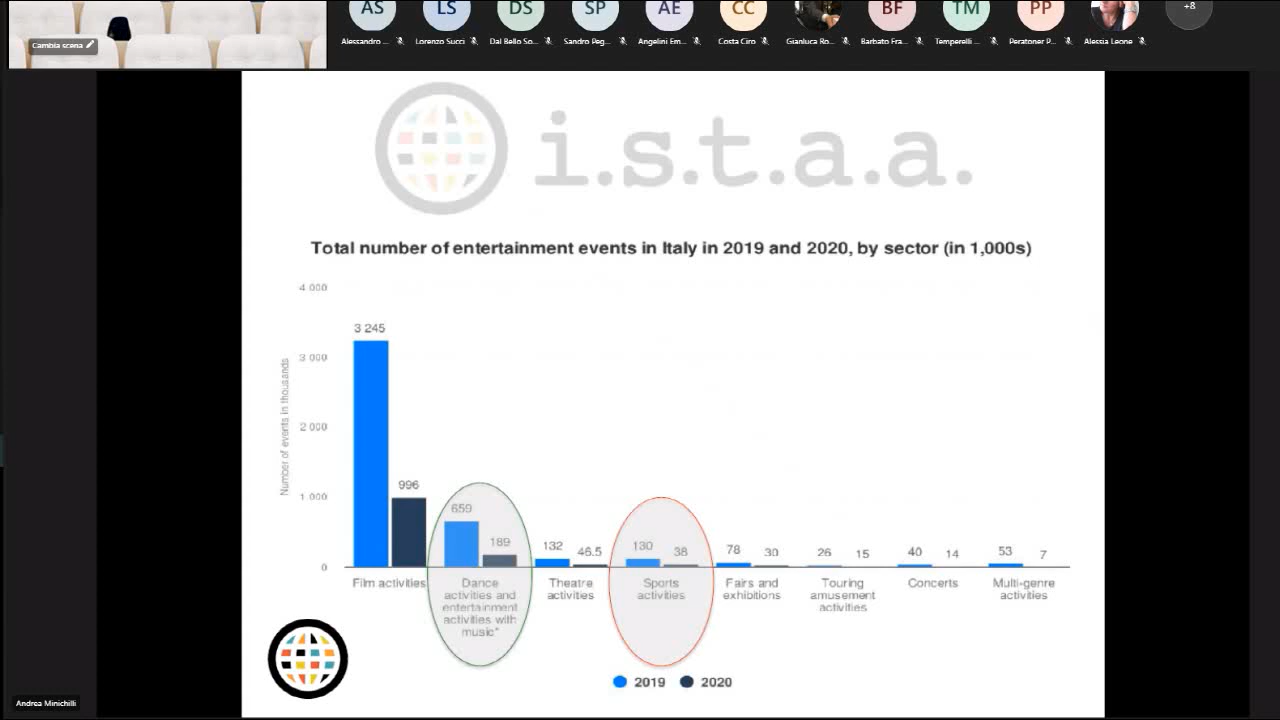 Cambia scena
AS LS DS SP AE CC BF TM PP +8
Alessandro ... Lorenzo Succi Dal Bello So... Sandro Peg... Angelini Em... Costa Ciro Gianluca Ro... Barbato Fra... Temperelli ... Peratoner P... Alessia Leone
i.s.t.a.a.
Total number of entertainment events in Italy in 2019 and 2020, by sector (in 1,000s)
Number of events in thousands
4 000
3 000
2 000
1 000
0
3 245 996 659 189 132 46.5 130 38 78 30 26 15 40 14 53 7
Film activities
Dance
activities and
entertainment
activities with
music*
Theatre
activities
Sports
activities
Fairs and
exhibitions
Touring
amusement
activities
Concerts
Multi-genre
activities
2019 2020
Andrea Minichilli